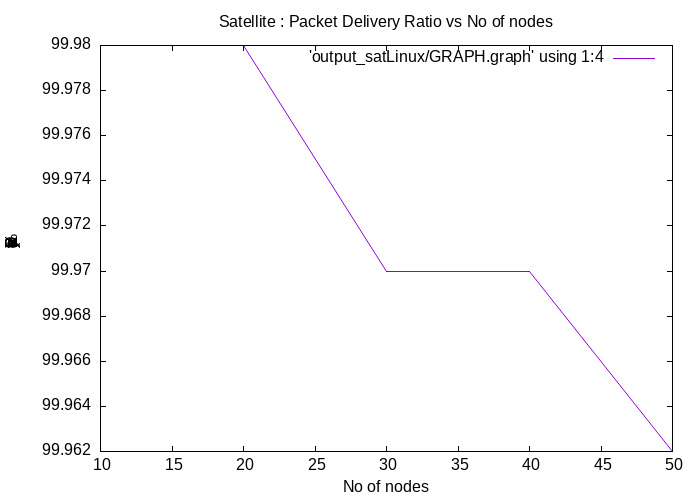 Satellite : Packet Delivery Ratio vs No of nodes
99.98
'output_satLinux/GRAPH.graph' using 1:4
99.978
99.976
99.974
99.972
99.97
99.968
99.966
99.964
99.962
10 15 20 25 30 35 40 45 50
No of nodes